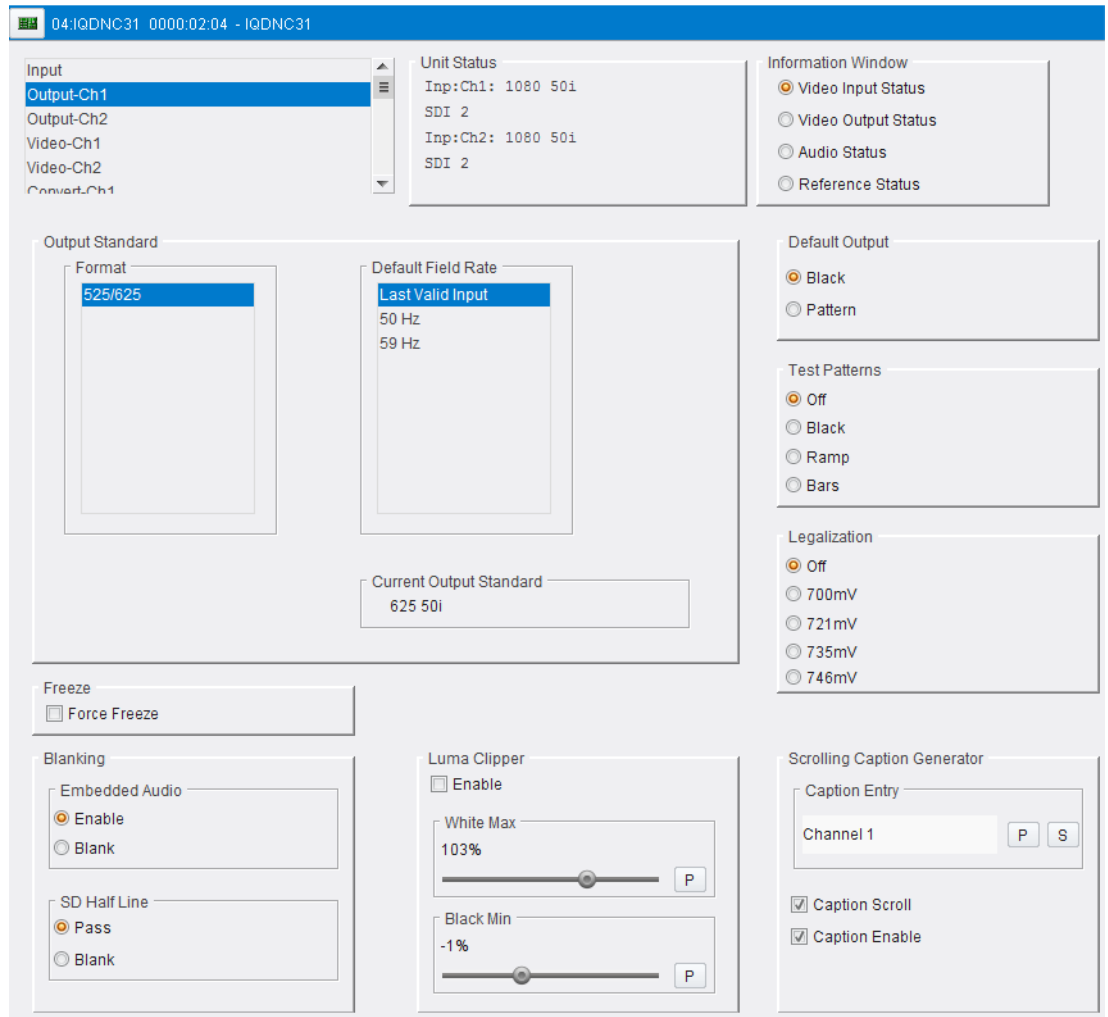 04:IQDNC31 0000:02:04 - IQDNC31
Input
Output-Ch1
Output-Ch2
Video-Ch1
Video-Ch2
Convert-Ch1
Unit Status
Inp:Ch1: 1080 50i
SDI 2
Inp:Ch2: 1080 50i
SDI 2
Information Window
Video Input Status
Video Output Status
Audio Status
Reference Status
Output Standard
Format
525/625
Default Field Rate
Last Valid Input
50 Hz
59 Hz
Current Output Standard
625 50i
Default Output
Black
Pattern
Test Patterns
Off
Black
Ramp
Bars
Legalization
Off
700mV
721mV
735mV
746mV
Freeze
Force Freeze
Blanking
Embedded Audio
Enable
Blank
SD Half Line
Pass
Blank
Luma Clipper
Enable
White Max
103%
P
Black Min
-1%
P
Scrolling Caption Generator
Caption Entry
Channel 1
P
S
Caption Scroll
Caption Enable